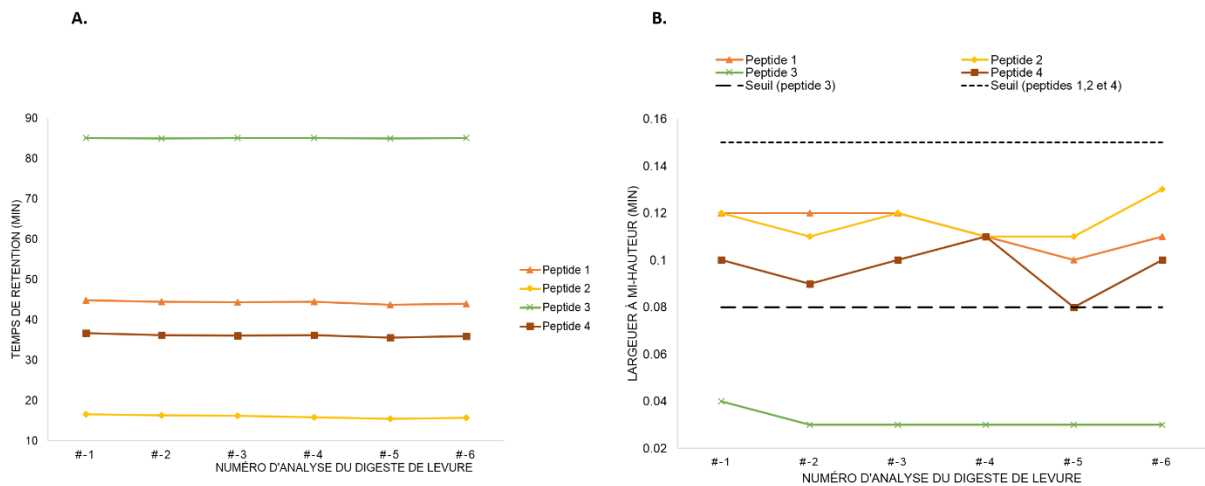 A.
TEMPS DE RETENTION (MIN)
90
80
70
60
50
40
30
20
10
#-1 #-2 #-3 #-4 #-5 #-6
NUMÉRO D'ANALYSE DU DIGESTE DE LEVURE
Peptide 1
Peptide 2
Peptide 3
Peptide 4
B.
Peptide 1 Peptide 2
Peptide 3 Peptide 4
Seuil (peptide 3) Seuil (peptides 1,2 et 4)
LARGEUER À MI-HAUTEUR (MIN)
0.16
0.14
0.12
0.1
0.08
0.06
0.04
0.02
#-1 #-2 #-3 #-4 #-5 #-6
NUMÉRO D'ANALYSE DU DIGESTE DE LEVURE